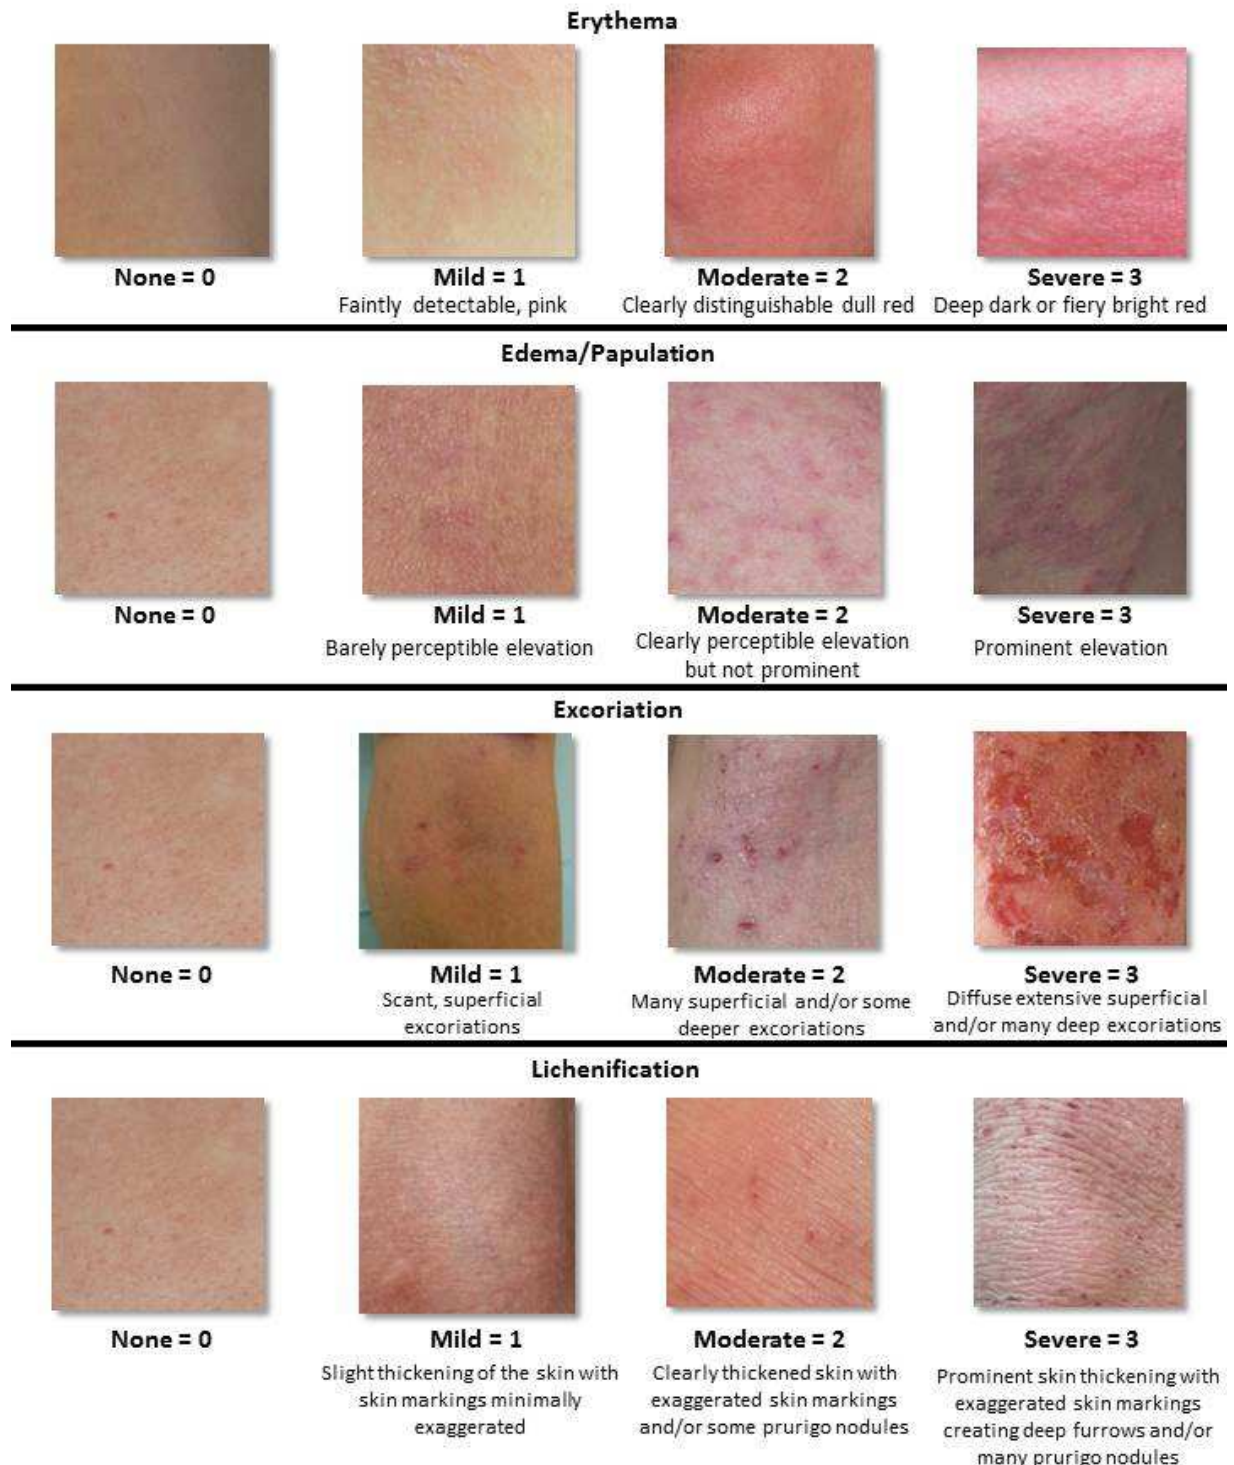 Erythema
None = 0
Mild = 1
Moderate = 2
Severe = 3
Faintly detectable, pink
Clearly distinguishable dull red
Deep dark or fiery bright red
Edema/Papulation
None = 0
Mild = 1
Moderate = 2
Severe = 3
Barely perceptible elevation
Clearly perceptible elevation
but not prominent
Prominent elevation
Excoriation
None = 0
Mild = 1
Moderate = 2
Severe = 3
Scant, superficial
excoriations
Many superficial and/or some
deeper excoriations
Diffuse extensive superficial
and/or many deep excoriations
Lichenification
None = 0
Mild = 1
Moderate = 2
Severe = 3
Slight thickening of the skin with
skin markings minimally
exaggerated
Clearly thickened skin with
exaggerated skin markings
and/or some prurigo nodules
Prominent skin thickening with
exaggerated skin markings
creating deep furrows and/or
many prurigo nodules